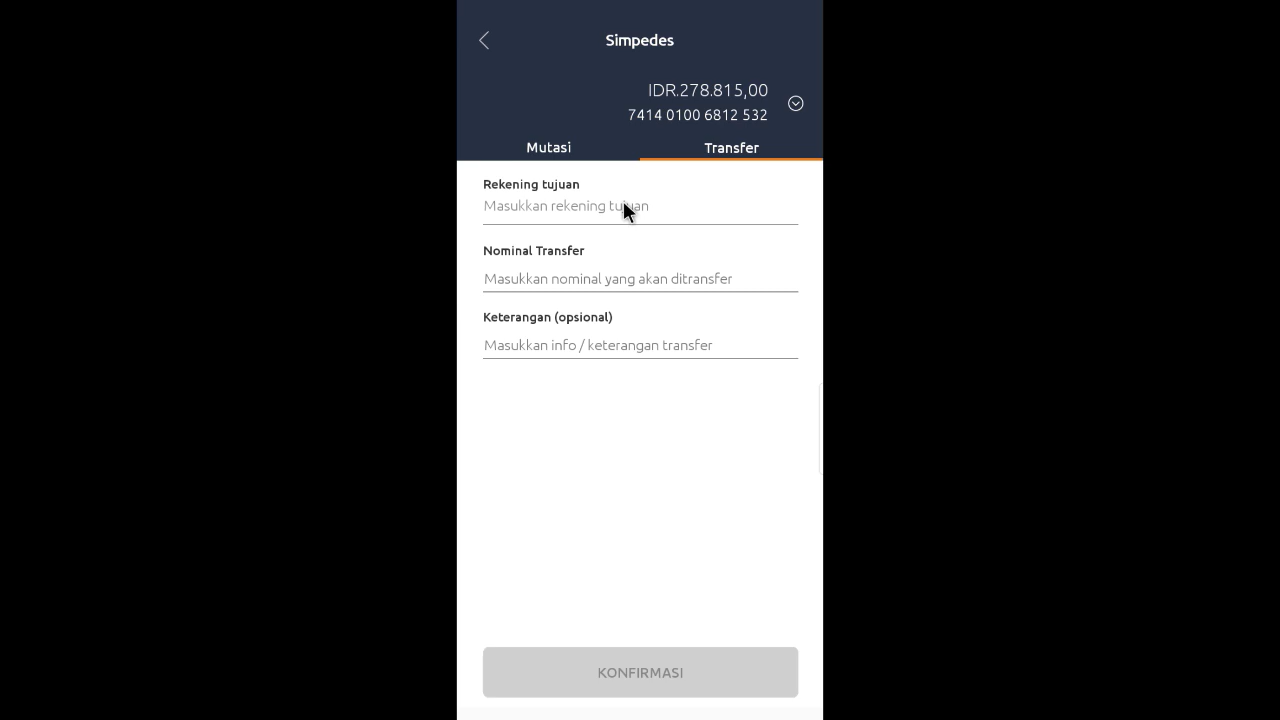 Simpedes
IDR.278.815,00
7414 0100 6812 532
Mutasi
Transfer
Rekening tujuan
Masukkan rekening tujuan
Nominal Transfer
Masukkan nominal yang akan ditransfer
Keterangan (opsional)
Masukkan info / keterangan transfer
KONFIRMASI